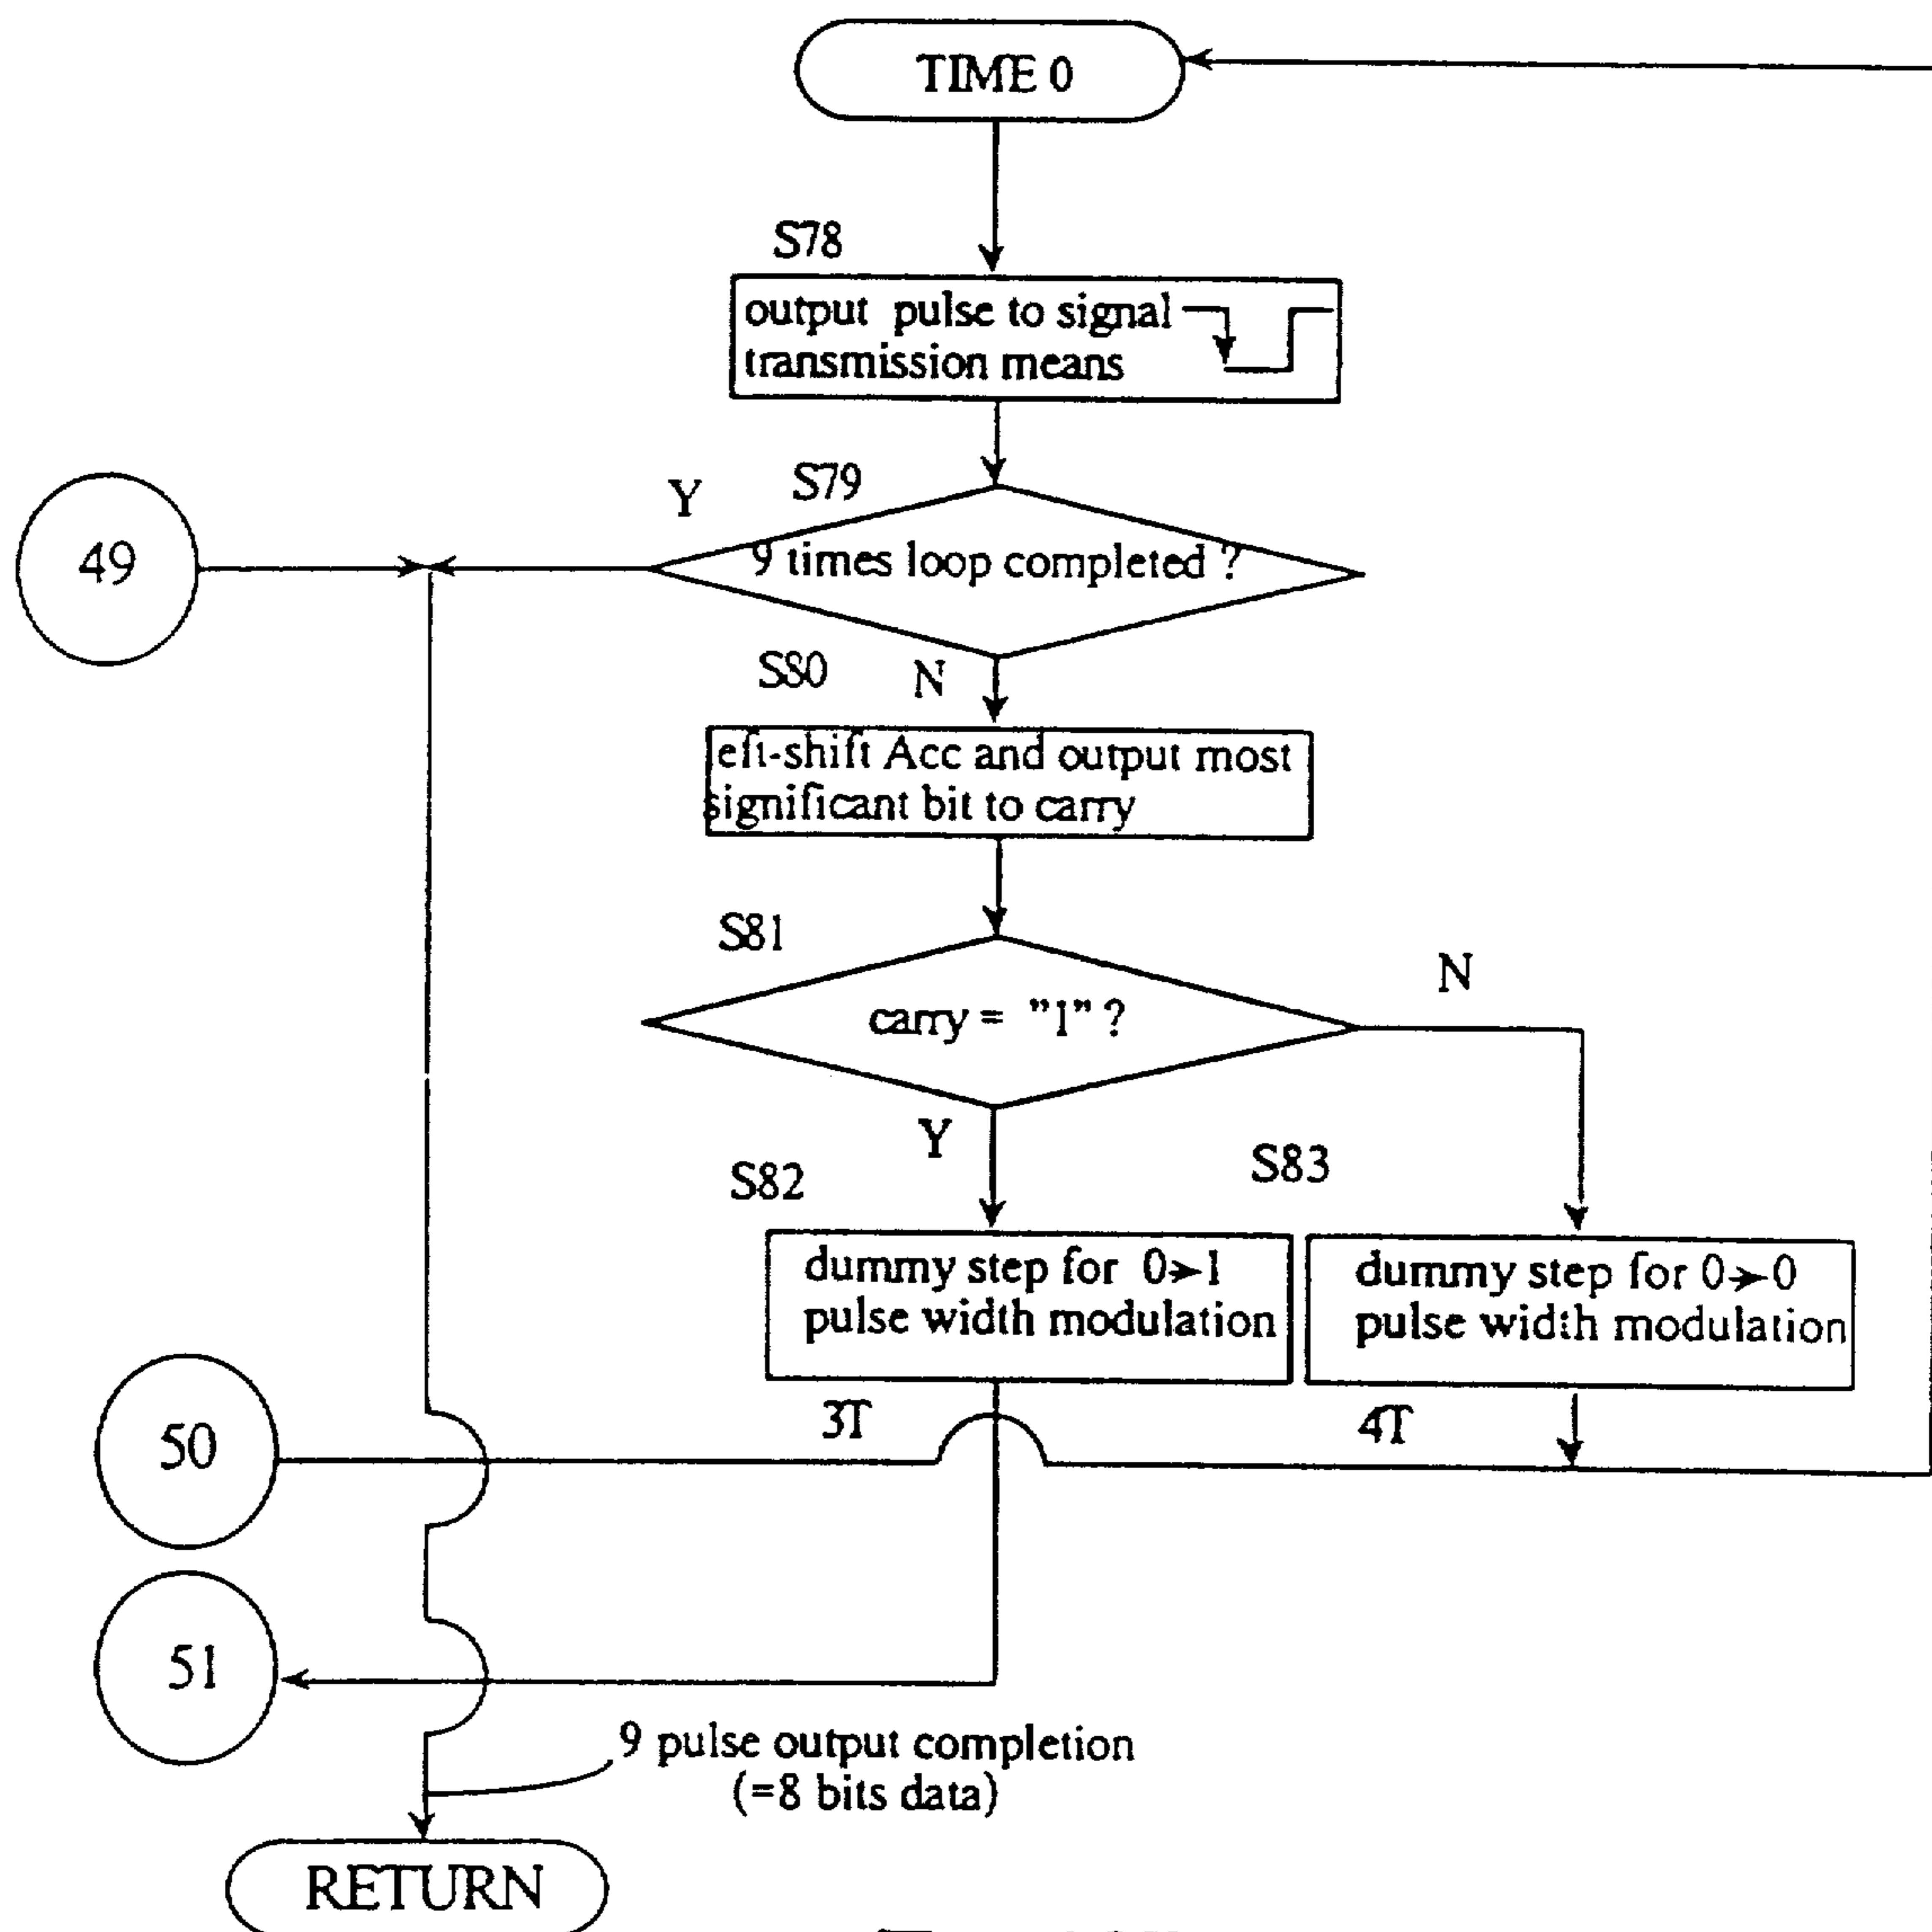 TIME 0
S78
output pulse to signal
transmission means
S79
Y
9 times loop completed ?
49
S80
N
eft-shift Acc and output most
significant bit to carry
S81
N
carry = "1" ?
Y
S82
S83
dummy step for 0➤1
pulse width modulation
dummy step for 0➤0
pulse width modulation
3T
4T
50
51
9 pulse output completion
(=8 bits data)
RETURN